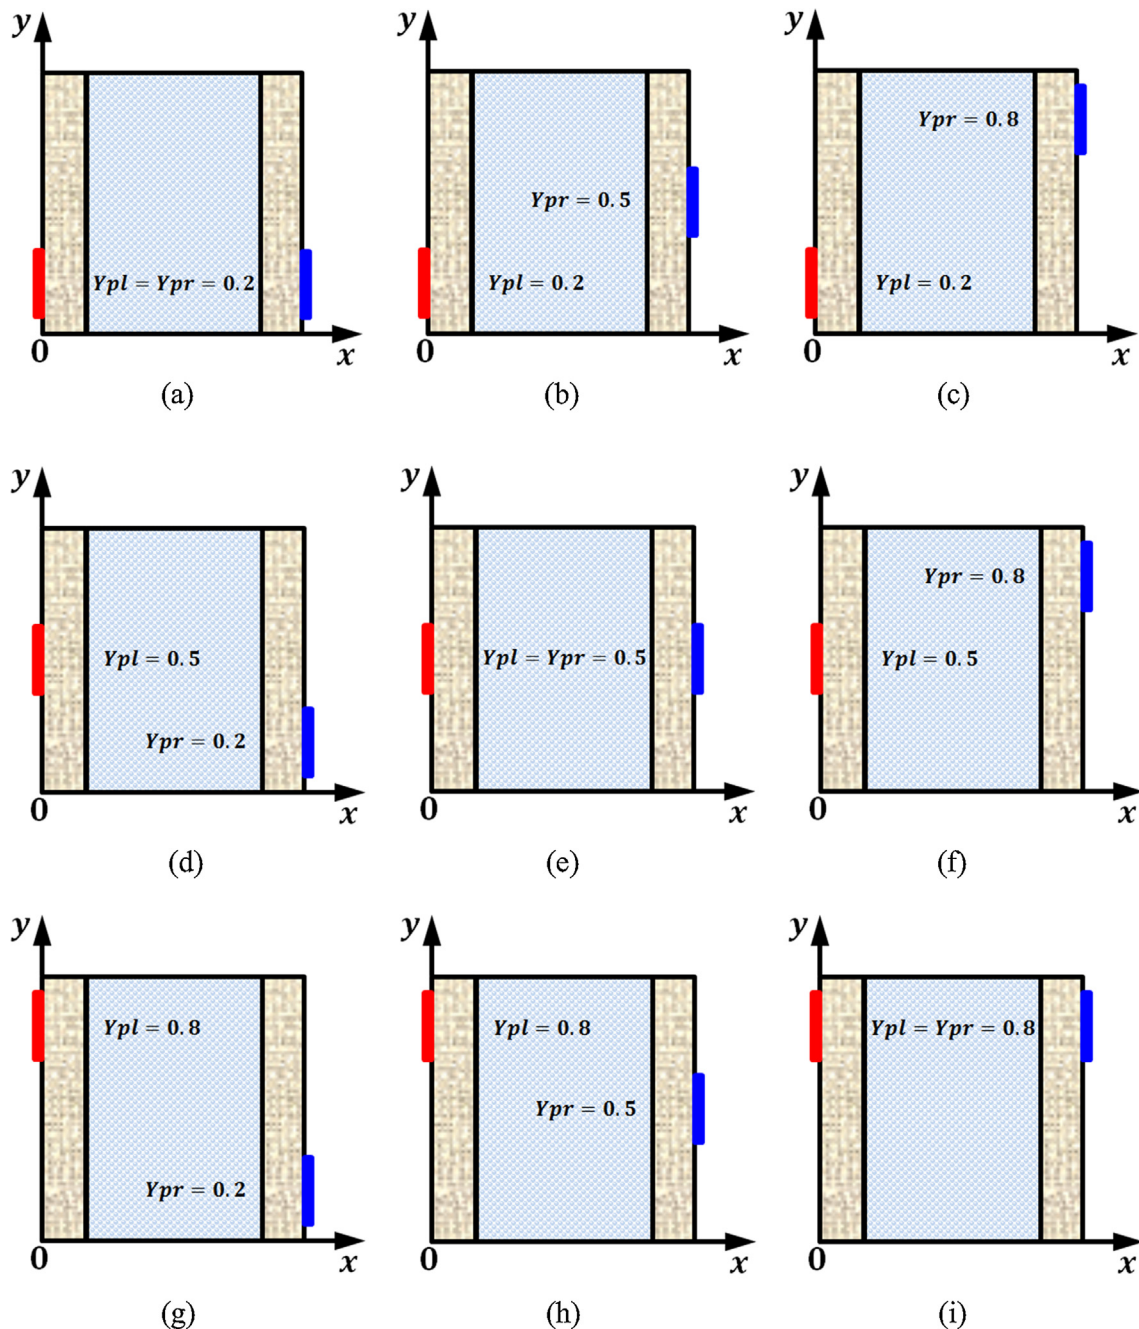 y
Ypl = Ypr = 0.2
0
x
(a)
y
Ypr = 0.5
Ypl = 0.2
0
x
(b)
y
Ypr = 0.8
Ypl = 0.2
0
x
(c)
y
Ypl = 0.5
Ypr = 0.2
0
x
(d)
y
Ypl = Ypr = 0.5
0
x
(e)
y
Ypr = 0.8
Ypl = 0.5
0
x
(f)
y
Ypl = 0.8
Ypr = 0.2
0
x
(g)
y
Ypl = 0.8
Ypr = 0.5
0
x
(h)
y
Ypl = Ypr = 0.8
0
x
(i)